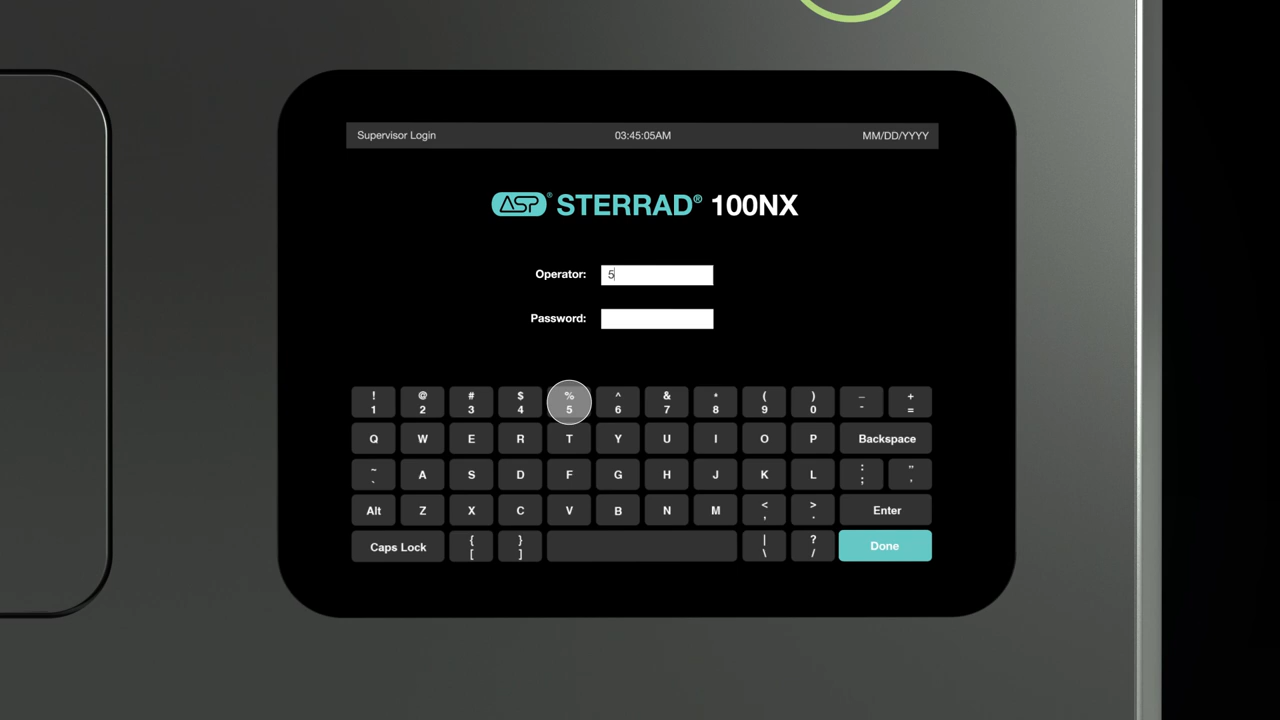 Supervisor Login 03:45:05AM MM/DD/YYYY
ASP® STERRAD® 100NX
Operator: 5
Password:
! @ # $ % ^ & * ( ) _ +
1 2 3 4 5 6 7 8 9 0 - =
Q W E R T Y U I O P Backspace
~ : "
` A S D F G H J K L ; '
Alt Z X C V B N M < > Enter
, .
Caps Lock { } | ? Done
[ ] \ /